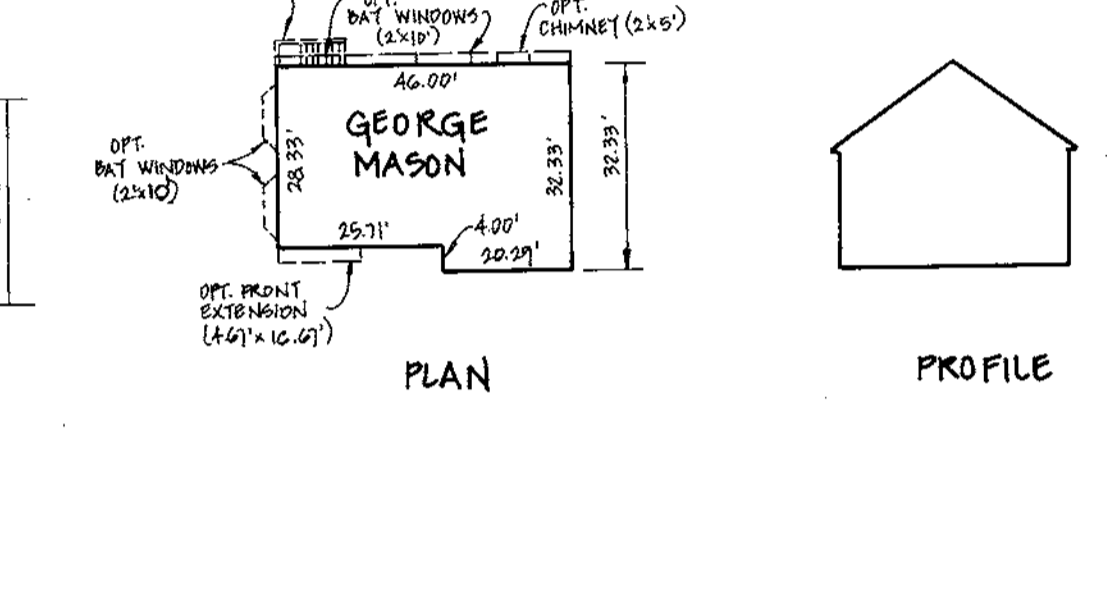 BAY WINDOWS
(2'x10')
OPT.
CHIMNEY (2'x5')
46.00'
GEORGE
MASON
28.33'
32.33'
32.33'
OPT.
BAY WINDOWS
(2'x10')
25.71'
4.00'
20.29'
OPT. FRONT
EXTENSION
(4.67'x16.67')
PLAN
PROFILE